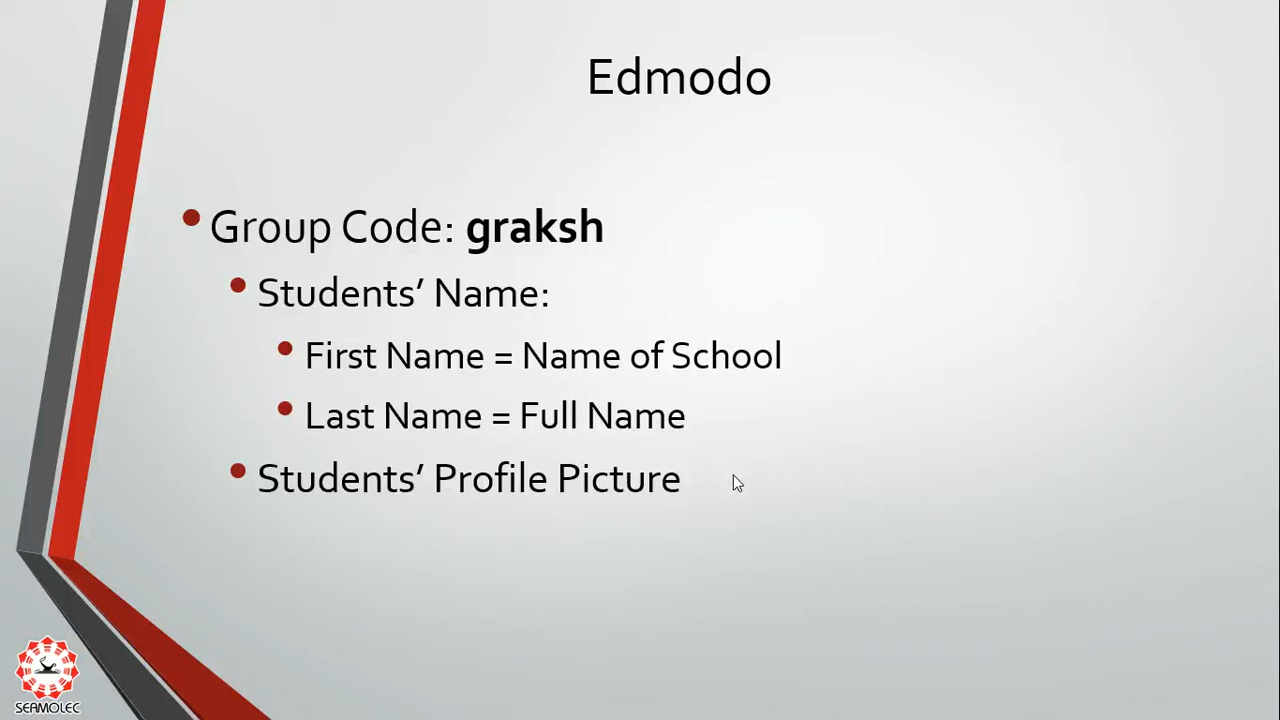 Edmodo
• Group Code: graksh
• Students’ Name:
• First Name = Name of School
• Last Name = Full Name
• Students’ Profile Picture
SEAMOLEC